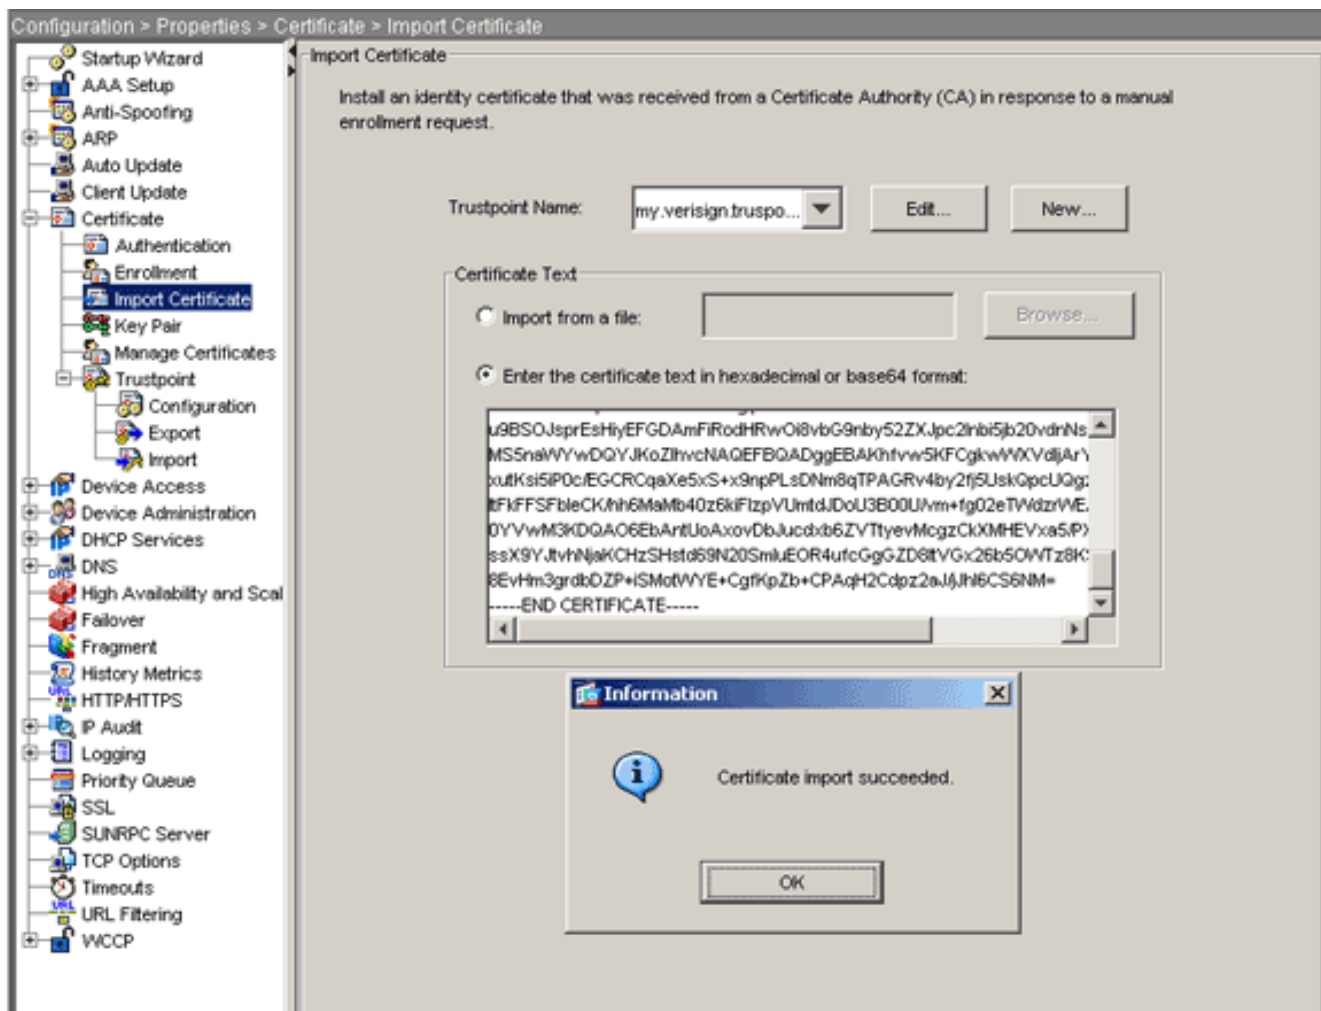 Configuration > Properties > Certificate > Import Certificate
Startup Wizard
AAA Setup
Anti-Spoofing
ARP
Auto Update
Client Update
Certificate
Authentication
Enrollment
Import Certificate
Key Pair
Manage Certificates
Trustpoint
Configuration
Export
Import
Device Access
Device Administration
DHCP Services
DNS
High Availability and Scal
Failover
Fragment
History Metrics
HTTP/HTTPS
IP Audit
Logging
Priority Queue
SSL
SUNRPC Server
TCP Options
Timeouts
URL Filtering
WCCP
Import Certificate
Install an identity certificate that was received from a Certificate Authority (CA) in response to a manual
enrollment request.
Trustpoint Name:
my.verisign.truspo...
Edit...
New...
Certificate Text
Import from a file:
Browse...
Enter the certificate text in hexadecimal or base64 format:
-----END CERTIFICATE-----
Information
Certificate import succeeded.
OK